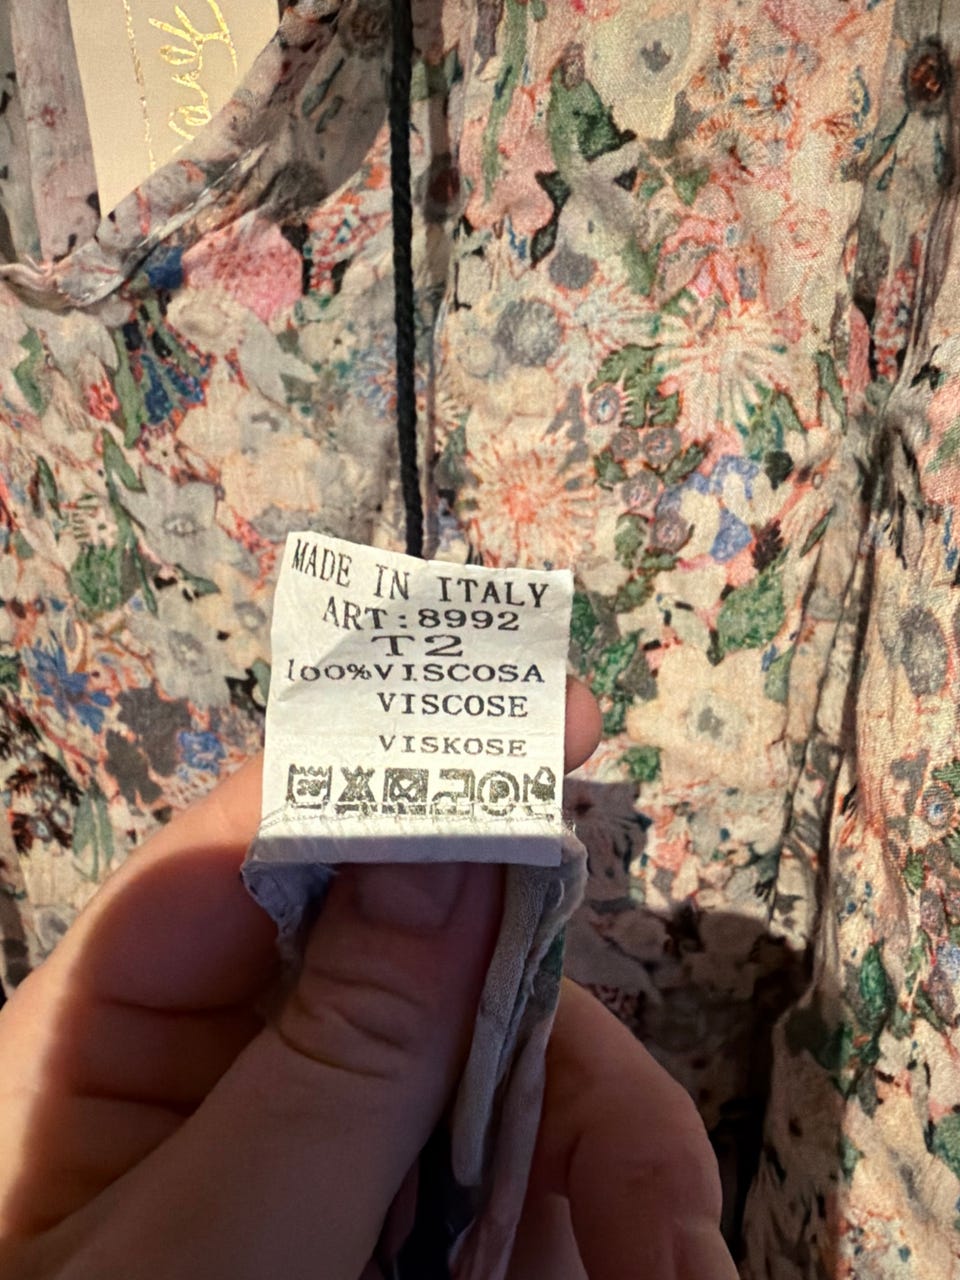 MADE IN ITALY
ART:8992
T2
100%VISCOSA
VISCOSE
VISKOSE
P